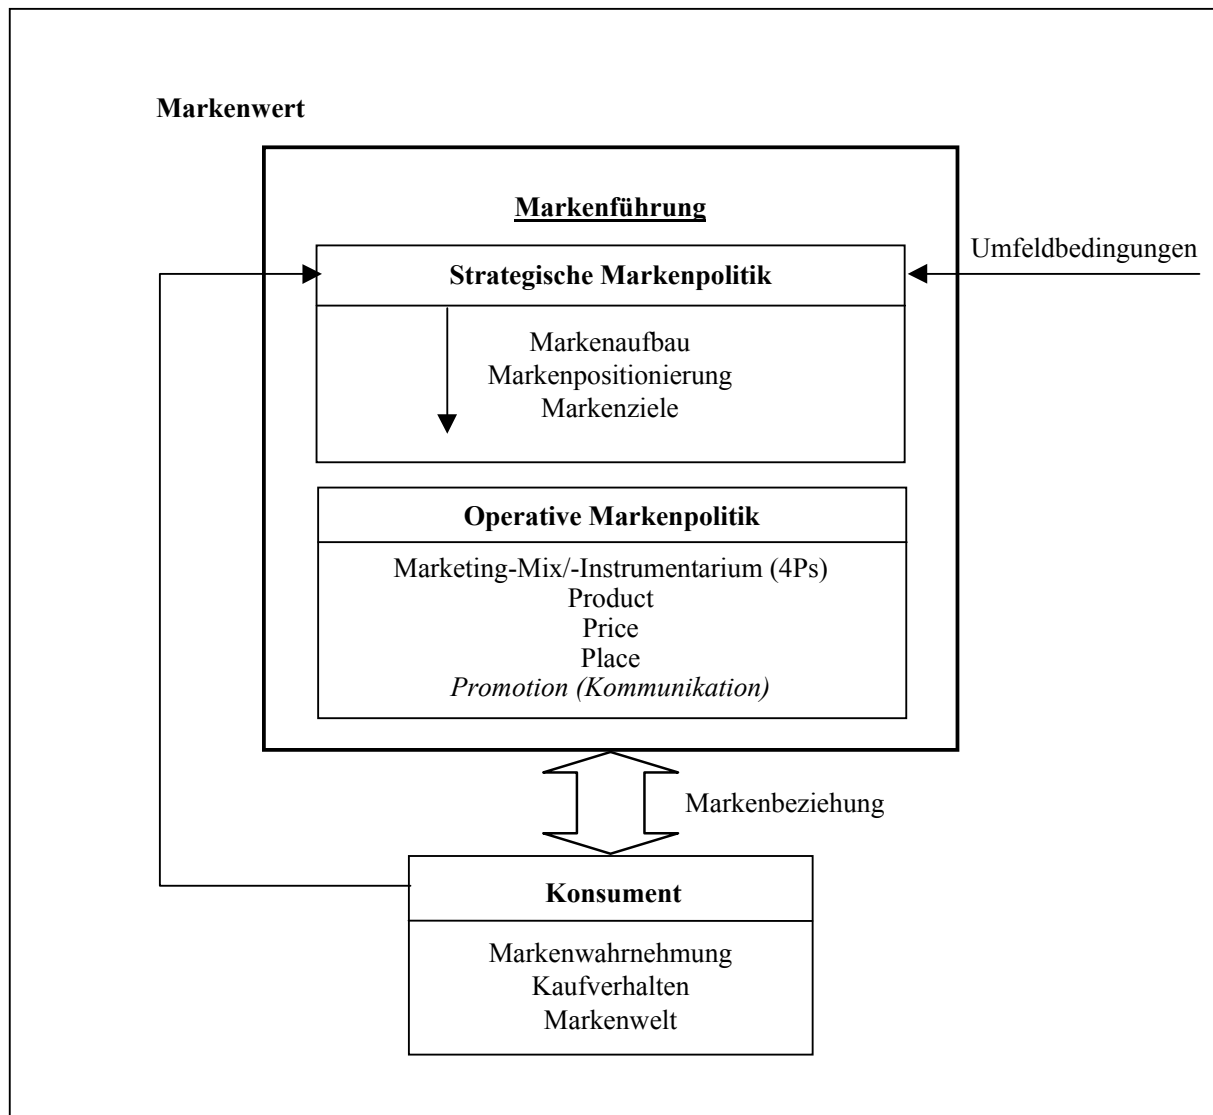 Markenwert
Markenführung
Umfeldbedingungen
Strategische Markenpolitik
Markenaufbau
Markenpositionierung
Markenziele
Operative Markenpolitik
Marketing-Mix/-Instrumentarium (4Ps)
Product
Price
Place
Promotion (Kommunikation)
Markenbeziehung
Konsument
Markenwahrnehmung
Kaufverhalten
Markenwelt